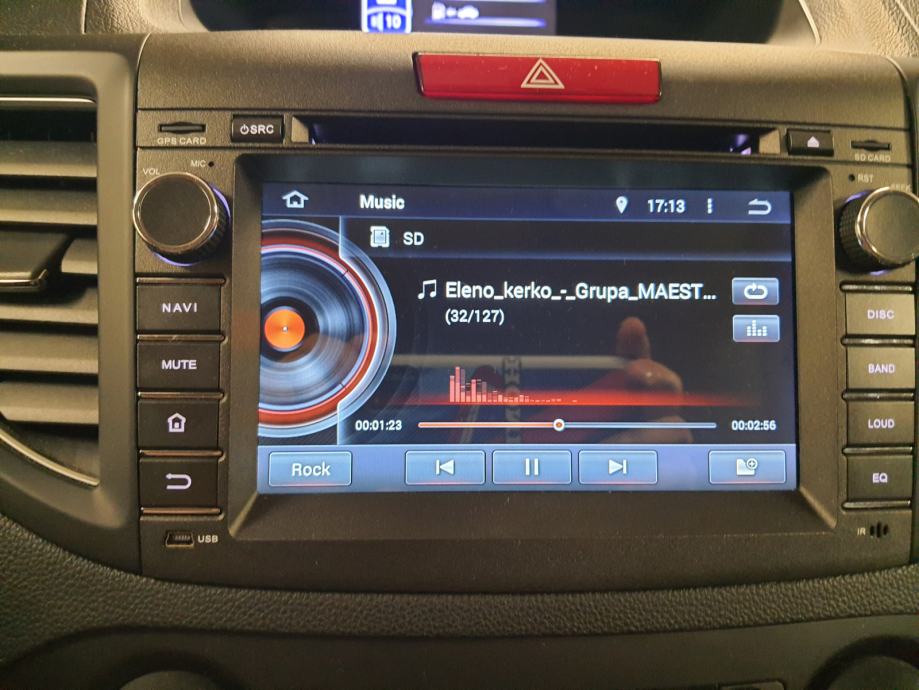 10
SRC
GPS CARD
SD CARD
MIC
RST
VOL
Music
17:13
SD
Eleno_kerko_-_Grupa_MAEST...
(32/127)
NAVI
DISC
MUTE
BAND
00:01:23
00:02:56
LOUD
Rock
EQ
USB
IR